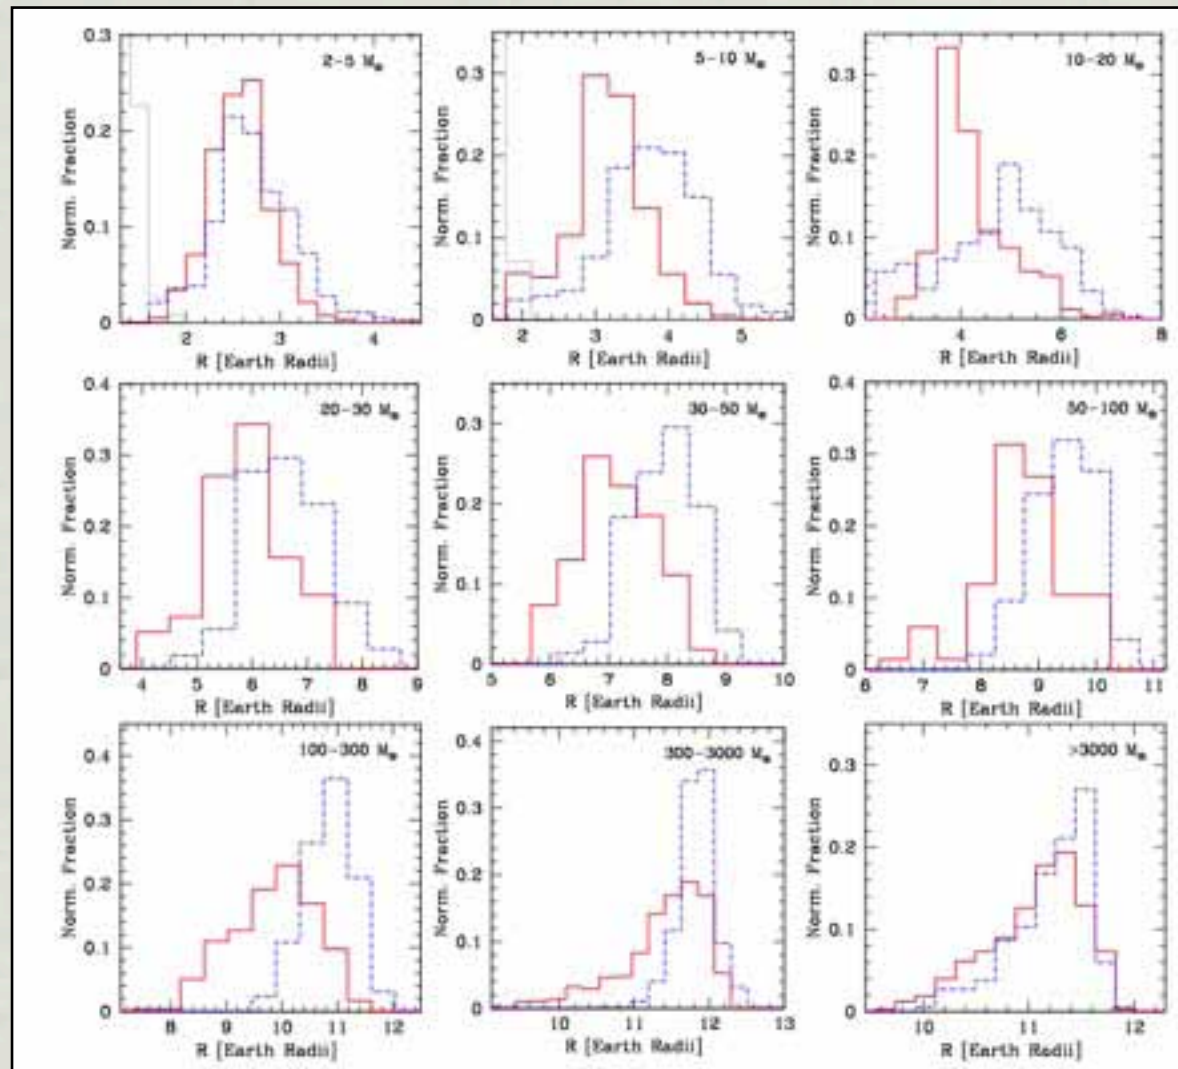 2-5 M⊕
0.3
0.2
0.1
0
Norm. Fraction
2 3 4
R [Earth Radii]
5-10 M⊕
0.3
0.2
0.1
0
Norm. Fraction
2 3 4 5
R [Earth Radii]
10-20 M⊕
0.3
0.2
0.1
0
Norm. Fraction
4 6 8
R [Earth Radii]
20-30 M⊕
0.4
0.3
0.2
0.1
0
Norm. Fraction
4 5 6 7 8 9
R [Earth Radii]
30-50 M⊕
0.3
0.2
0.1
0
Norm. Fraction
5 6 7 8 9 10
R [Earth Radii]
50-100 M⊕
0.4
0.3
0.2
0.1
0
Norm. Fraction
6 7 8 9 10 11
R [Earth Radii]
100-300 M⊕
0.4
0.3
0.2
0.1
0
Norm. Fraction
8 9 10 11 12
R [Earth Radii]
300-3000 M⊕
0.4
0.3
0.2
0.1
0
Norm. Fraction
10 11 12 13
R [Earth Radii]
>3000 M⊕
0.3
0.2
0.1
0
Norm. Fraction
10 11 12
R [Earth Radii]